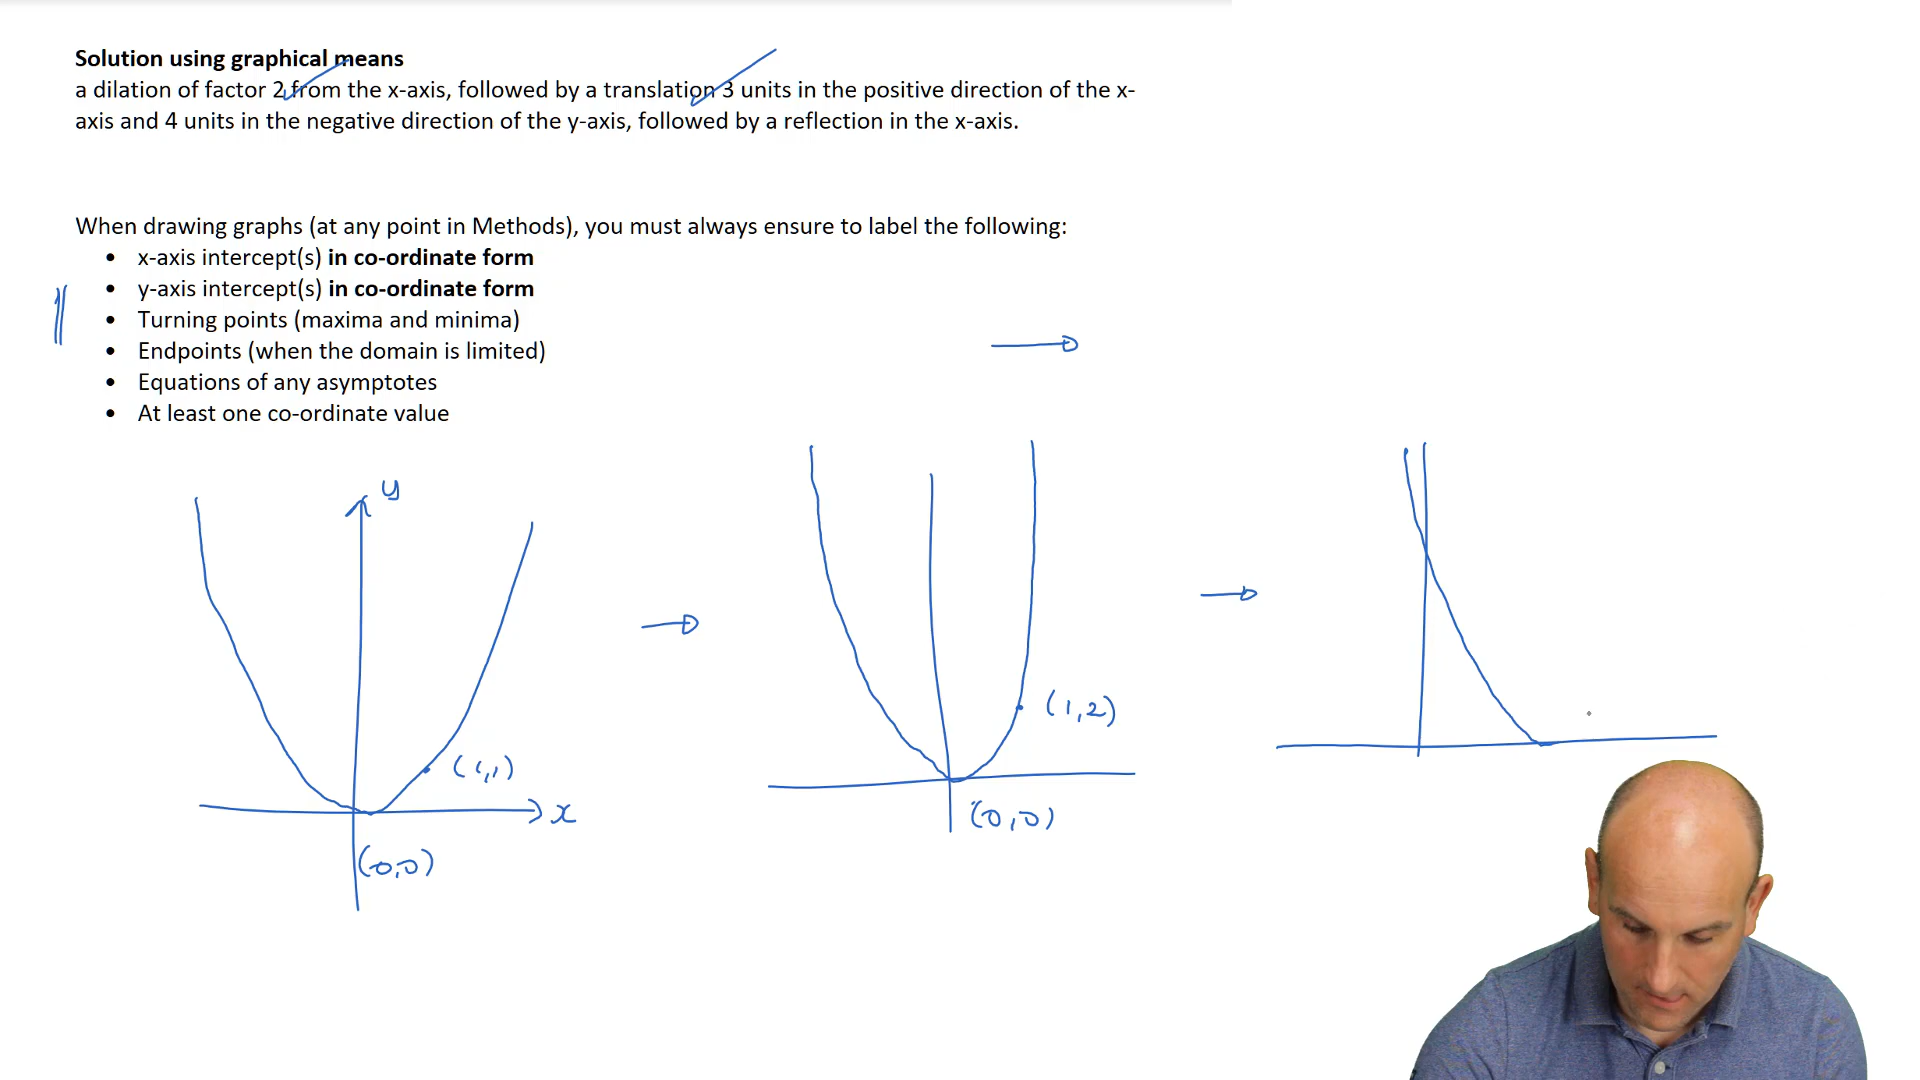 Solution using graphical means
a dilation of factor 2 from the x-axis, followed by a translation 3 units in the positive direction of the x-
axis and 4 units in the negative direction of the y-axis, followed by a reflection in the x-axis.
When drawing graphs (at any point in Methods), you must always ensure to label the following:
• x-axis intercept(s) in co-ordinate form
• y-axis intercept(s) in co-ordinate form
• Turning points (maxima and minima)
• Endpoints (when the domain is limited)
• Equations of any asymptotes
• At least one co-ordinate value
y
(1,2)
(1,1)
x
(0,0)
(0,0)